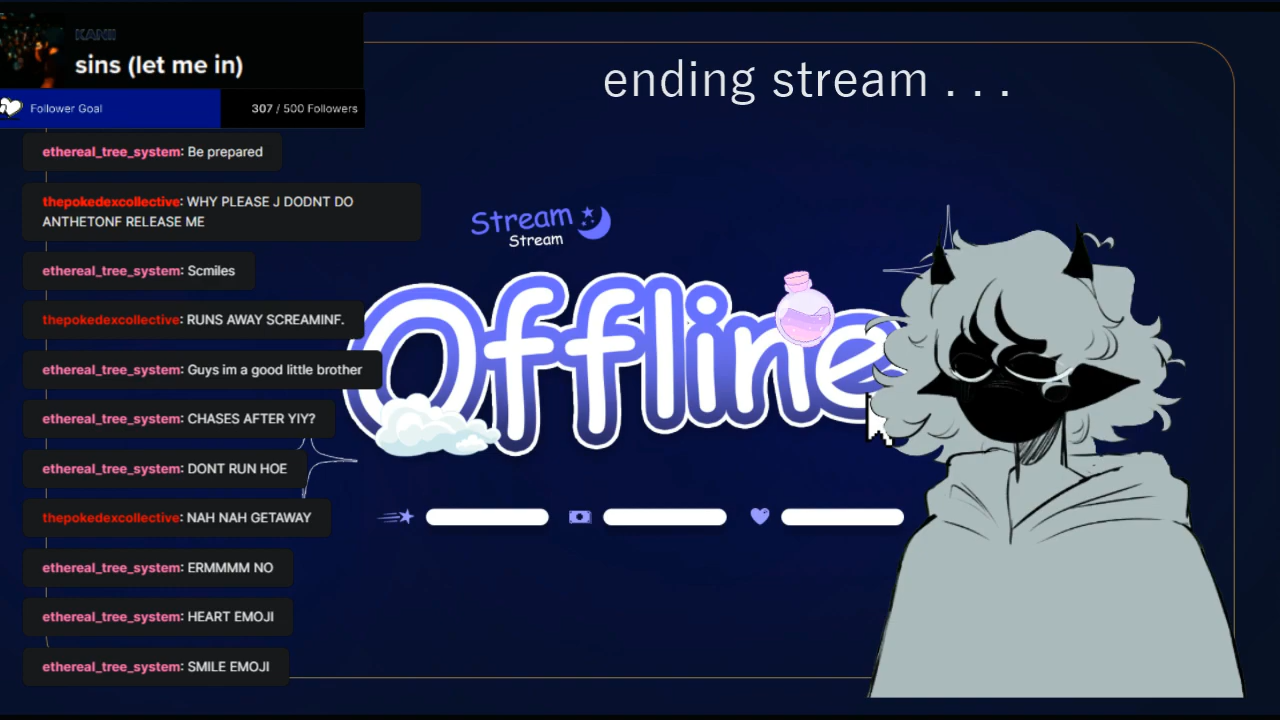 KANII
sins (let me in)
Follower Goal
307 / 500 Followers
ending stream . . .
ethereal_tree_system: Be prepared
thepokedexcollective: WHY PLEASE J DODNT DO
ANTHETONF RELEASE ME
ethereal_tree_system: Scmiles
thepokedexcollective: RUNS AWAY SCREAMINF.
ethereal_tree_system: Guys im a good little brother
ethereal_tree_system: CHASES AFTER YIY?
ethereal_tree_system: DONT RUN HOE
thepokedexcollective: NAH NAH GETAWAY
ethereal_tree_system: ERMMMM NO
ethereal_tree_system: HEART EMOJI
ethereal_tree_system: SMILE EMOJI
Stream
Stream
Offline